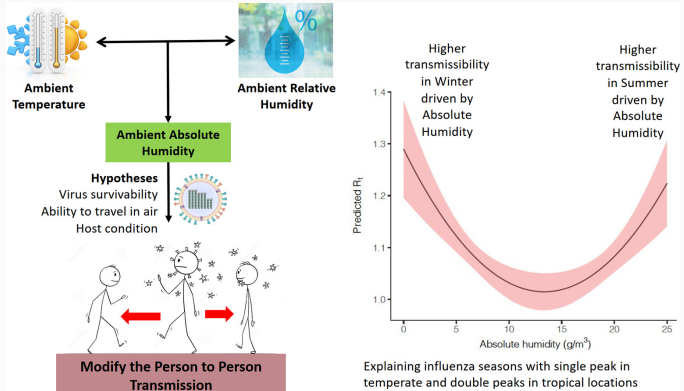 %
Ambient
Temperature
Ambient Relative
Humidity
Ambient Absolute
Humidity
Hypotheses
Virus survivability
Ability to travel in air
Host condition
Modify the Person to Person
Transmission
Higher
transmissibility
in Winter
driven by
Absolute
Humidity
Higher
transmissibility
in Summer
driven by
Absolute
Humidity
Predicted Rt
1.4
1.3
1.2
1.1
1.0
0
5
10
15
20
25
Absolute humidity (g/m³)
Explaining influenza seasons with single peak in
temperate and double peaks in tropical locations